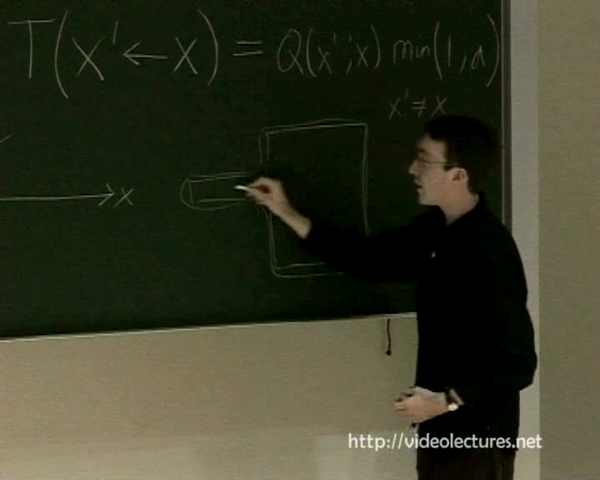 T(x' ← x) = Q(x';x) min(1,a)
x' ≠ x
x
http://videolectures.net